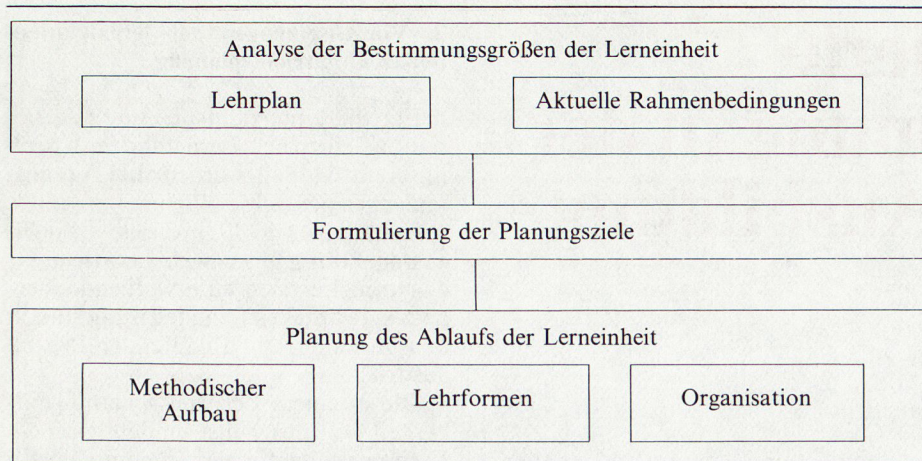 Analyse der Bestimmungsgrößen der Lerneinheit
Lehrplan
Aktuelle Rahmenbedingungen
Formulierung der Planungsziele
Planung des Ablaufs der Lerneinheit
Methodischer
Aufbau
Lehrformen
Organisation